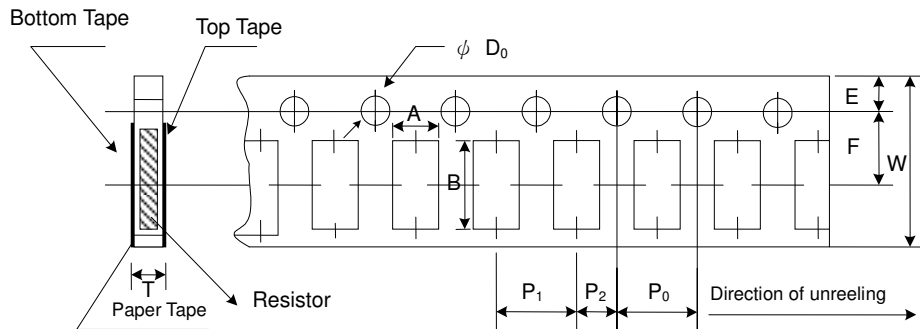 Bottom Tape
Top Tape
ψ D₀
E
A
F
W
B
T
P₁
P₂
P₀
Direction of unreeling
Resistor
Paper Tape